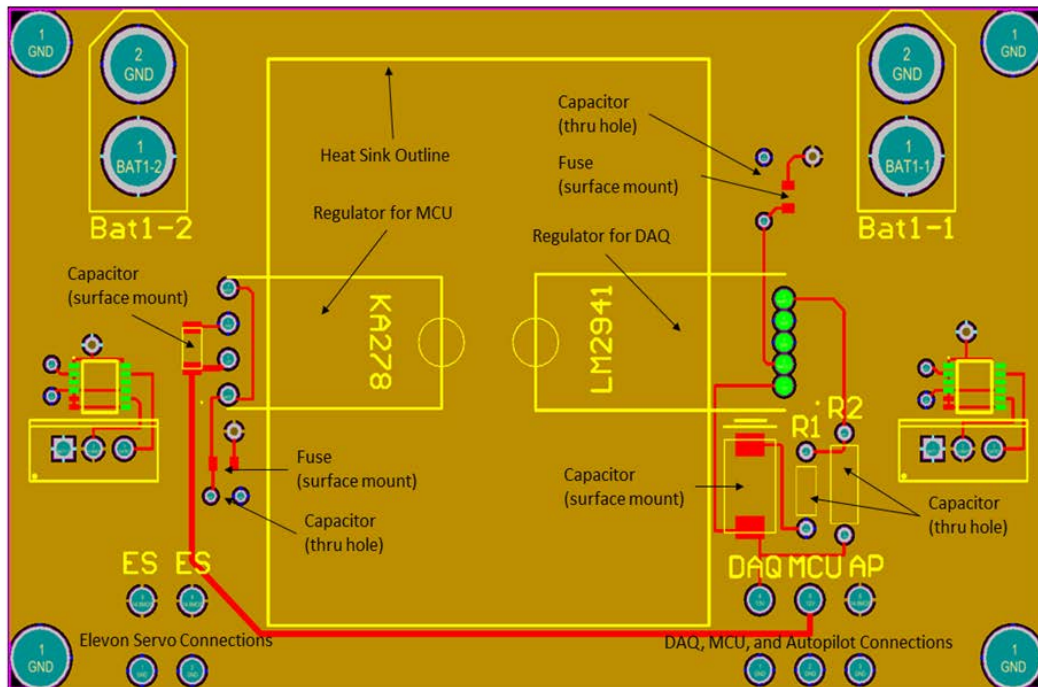 1
GND
2
GND
1
BAT1-2
Bat1-2
Heat Sink Outline
Capacitor
(thru hole)
Fuse
(surface mount)
2
GND
1
BAT1-1
Bat1-1
1
GND
Regulator for MCU
Regulator for DAQ
Capacitor
(surface mount)
KA278
LM2941
R1
R2
Fuse
(surface mount)
Capacitor
(thru hole)
Capacitor
(surface mount)
Capacitor
(thru hole)
ES ES
DAQ MCU AP
Elevon Servo Connections
DAQ, MCU, and Autopilot Connections
1
GND
1
GND